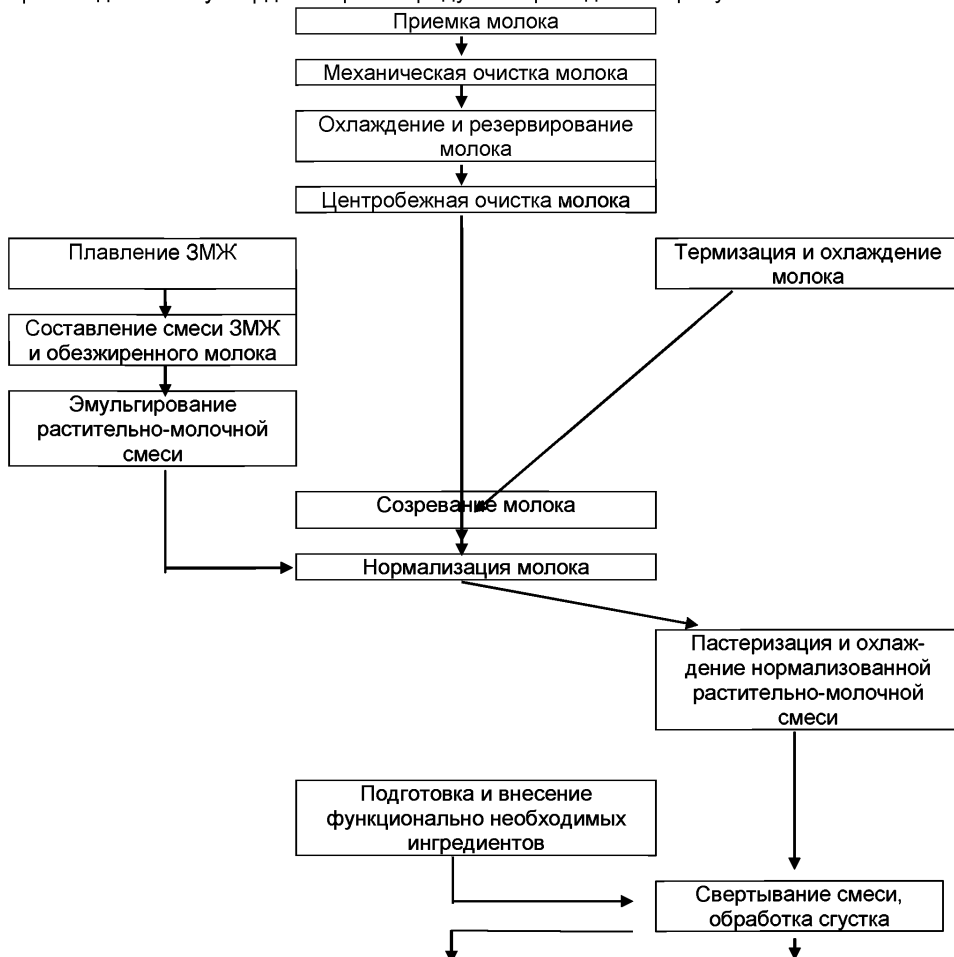 Приемка молока
Механическая очистка молока
Охлаждение и резервирование
молока
Центробежная очистка молока
Плавление ЗМЖ
Термизация и охлаждение
молока
Составление смеси ЗМЖ
и обезжиренного молока
Эмульгирование
растительно-молочной
смеси
Созревание молока
Нормализация молока
Пастеризация и охлаж-
дение нормализованной
растительно-молочной
смеси
Подготовка и внесение
функционально необходимых
ингредиентов
Свертывание смеси,
обработка сгустка